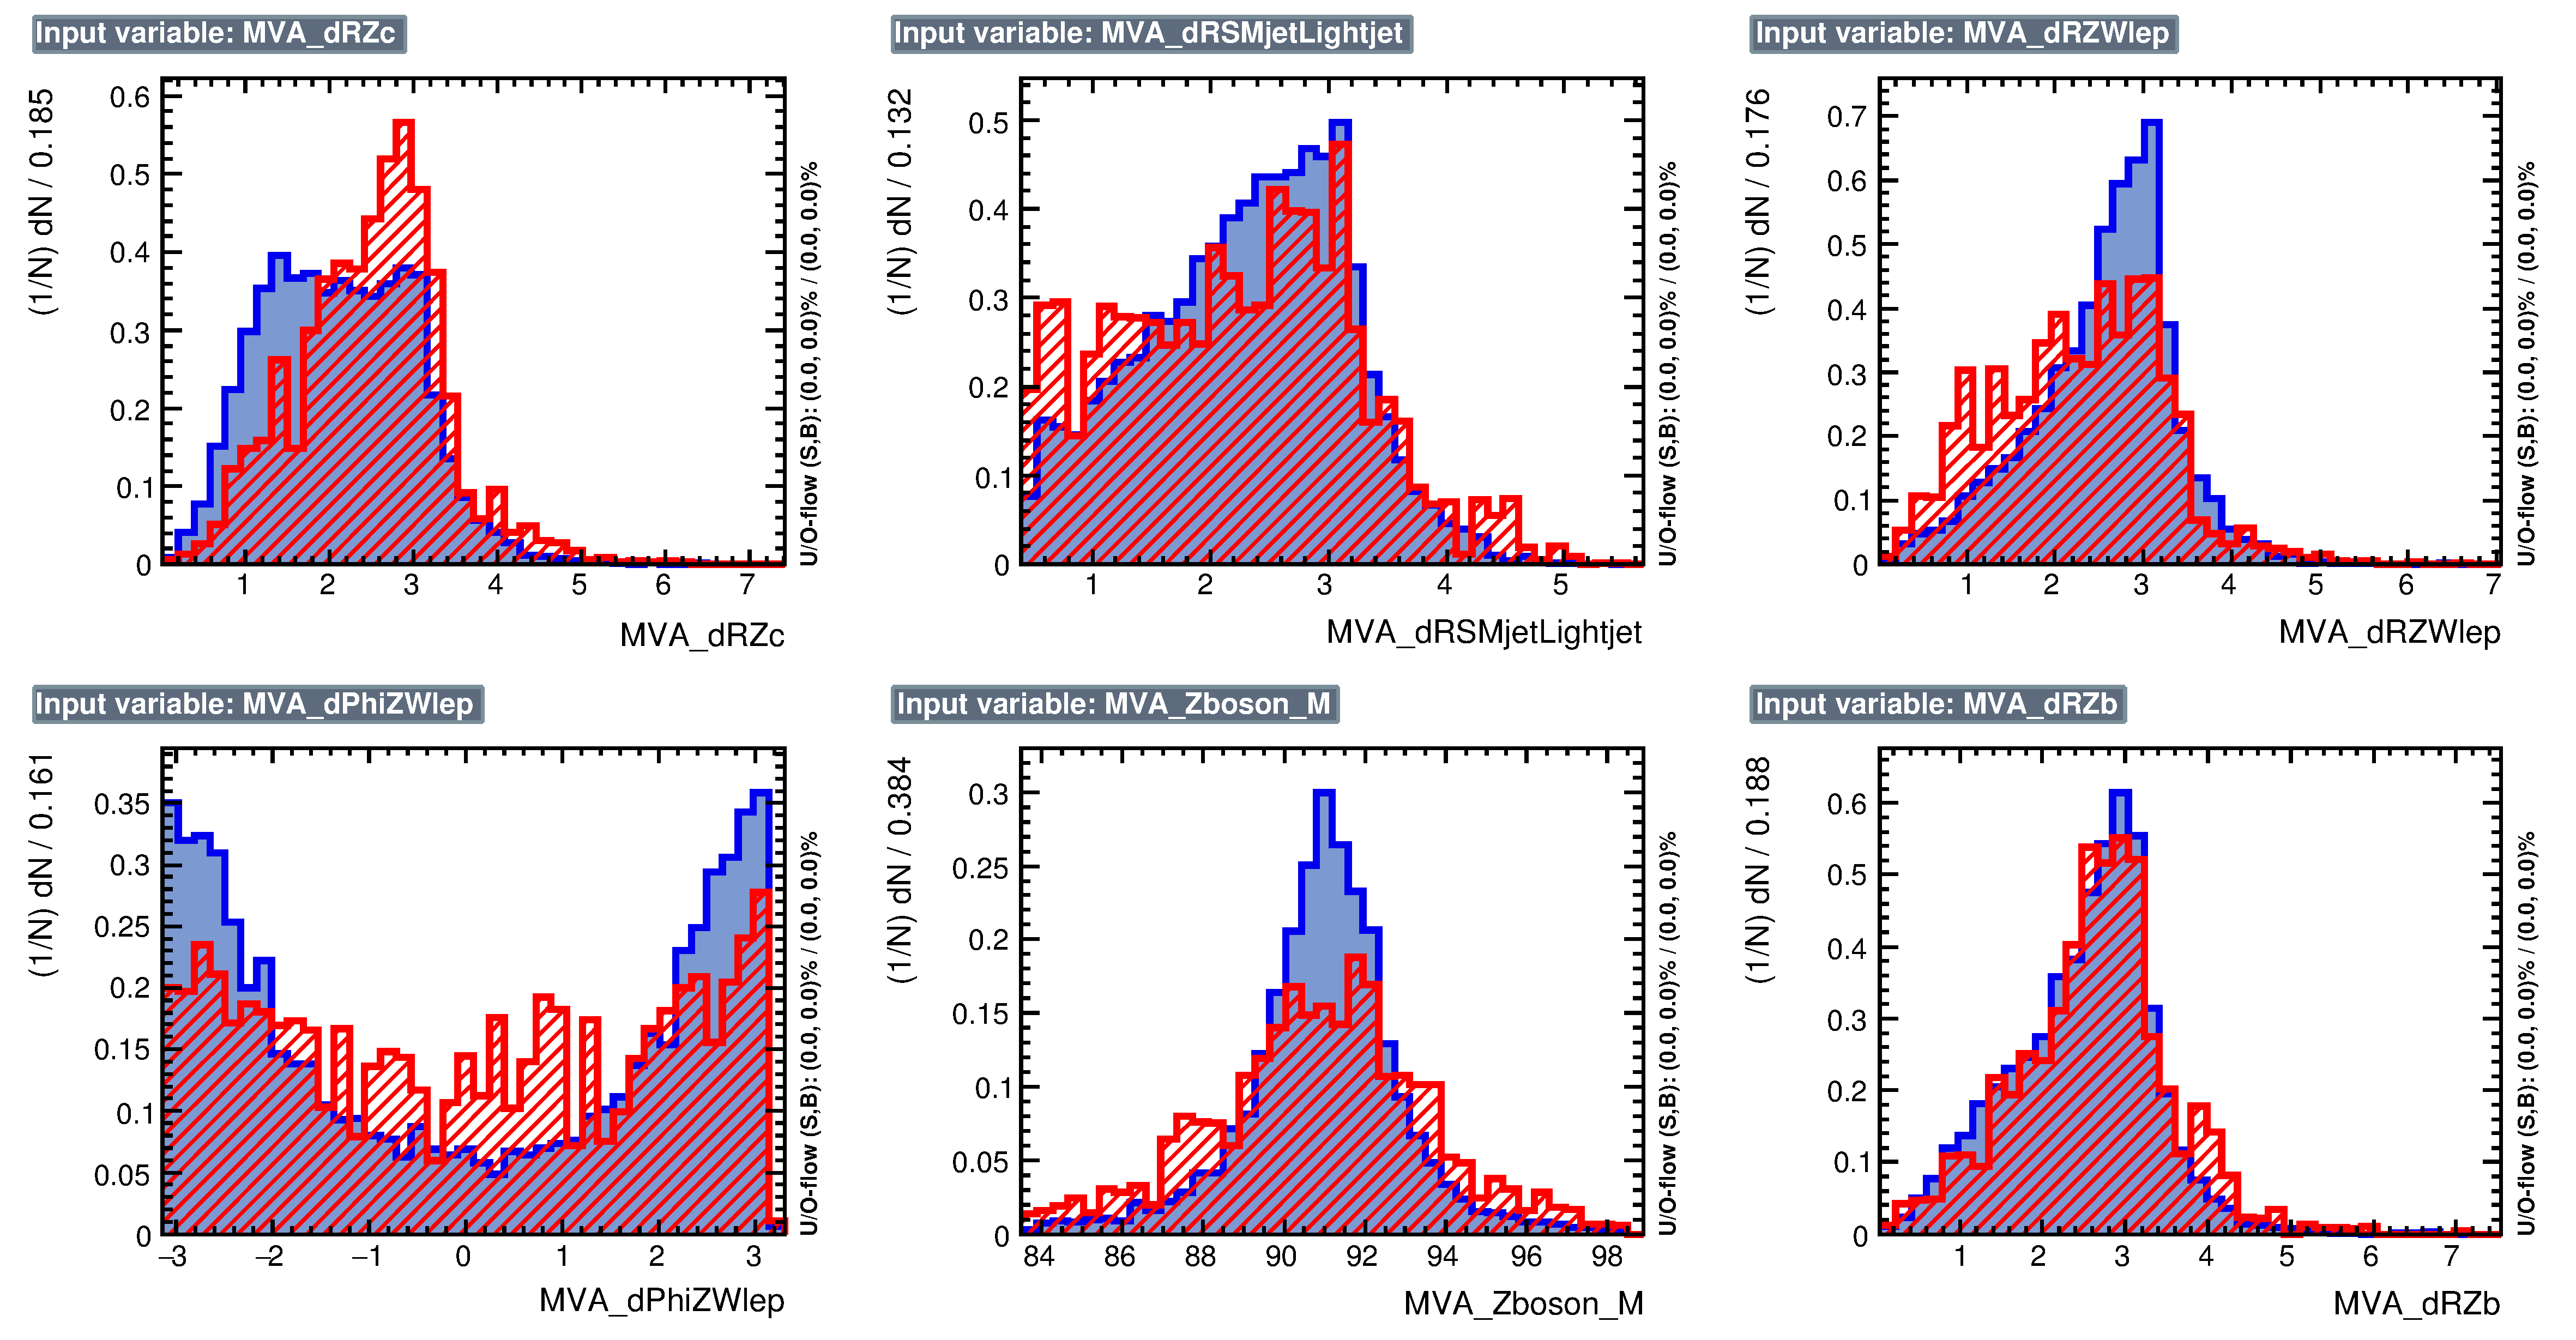 Input variable: MVA_dRZc
(1/N) dN / 0.185
0.6
0.5
0.4
0.3
0.2
0.1
0
1 2 3 4 5 6 7
MVA_dRZc
U/O-flow (S,B): (0.0, 0.0)% / (0.0, 0.0)%
Input variable: MVA_dRSMjetLightjet
(1/N) dN / 0.132
0.5
0.4
0.3
0.2
0.1
0
1 2 3 4 5
MVA_dRSMjetLightjet
U/O-flow (S,B): (0.0, 0.0)% / (0.0, 0.0)%
Input variable: MVA_dRZWlep
(1/N) dN / 0.176
0.7
0.6
0.5
0.4
0.3
0.2
0.1
0
1 2 3 4 5 6 7
MVA_dRZWlep
U/O-flow (S,B): (0.0, 0.0)% / (0.0, 0.0)%
Input variable: MVA_dPhiZWlep
(1/N) dN / 0.161
0.35
0.3
0.25
0.2
0.15
0.1
0.05
0
−3 −2 −1 0 1 2 3
MVA_dPhiZWlep
U/O-flow (S,B): (0.0, 0.0)% / (0.0, 0.0)%
Input variable: MVA_Zboson_M
(1/N) dN / 0.384
0.3
0.25
0.2
0.15
0.1
0.05
0
84 86 88 90 92 94 96 98
MVA_Zboson_M
U/O-flow (S,B): (0.0, 0.0)% / (0.0, 0.0)%
Input variable: MVA_dRZb
(1/N) dN / 0.188
0.6
0.5
0.4
0.3
0.2
0.1
0
1 2 3 4 5 6 7
MVA_dRZb
U/O-flow (S,B): (0.0, 0.0)% / (0.0, 0.0)%